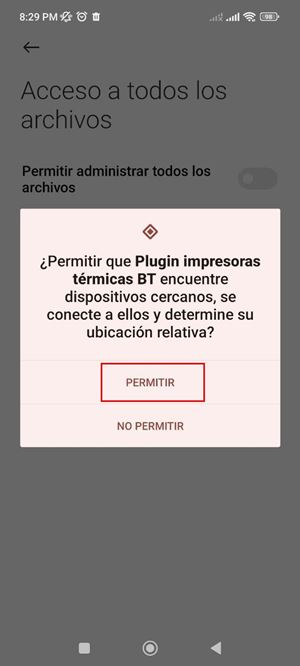 8:29 PM
98
Acceso a todos los
archivos
Permitir administrar todos los
archivos
¿Permitir que Plugin impresoras
térmicas BT encuentre
dispositivos cercanos, se
conecte a ellos y determine su
ubicación relativa?
PERMITIR
NO PERMITIR